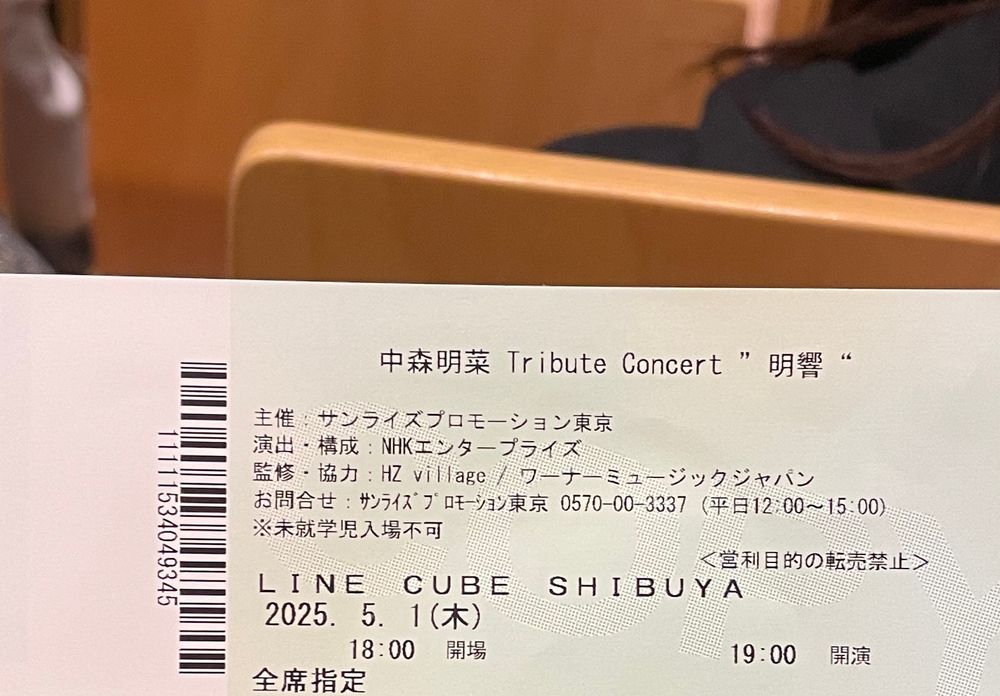 中森明菜 Tribute Concert ” 明響 “
主催：サンライズプロモーション東京
演出・構成：NHKエンタープライズ
監修・協力：HZ village / ワーナーミュージックジャパン
お問合せ：ｻﾝﾗｲｽﾞﾌﾟﾛﾓｰｼｮﾝ東京 0570-00-3337 (平日12:00～15:00)
※未就学児入場不可
＜営利目的の転売禁止＞
ＬＩＮＥ　ＣＵＢＥ　ＳＨＩＢＵＹＡ
2025. 5. 1(木)
18:00 開場 19:00 開演
全席指定
11111534049345
COPY